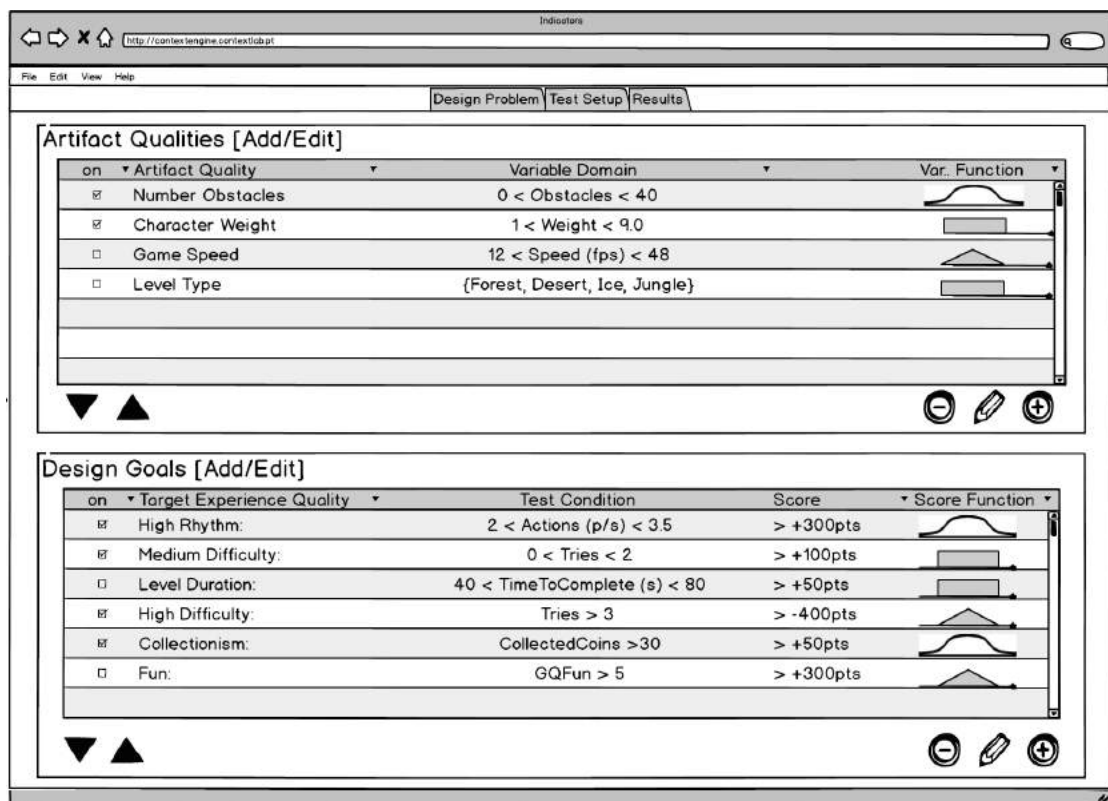 Indicators
http://contextengine.contextlab.pt
File Edit View Help
Design Problem Test Setup Results
Artifact Qualities [Add/Edit]
on Artifact Quality Variable Domain Var.. Function
Number Obstacles 0 < Obstacles < 40
Character Weight 1 < Weight < 9.0
Game Speed 12 < Speed (fps) < 48
Level Type {Forest, Desert, Ice, Jungle}
Design Goals [Add/Edit]
on Target Experience Quality Test Condition Score Score Function
High Rhythm: 2 < Actions (p/s) < 3.5 > +300pts
Medium Difficulty: 0 < Tries < 2 > +100pts
Level Duration: 40 < TimeToComplete (s) < 80 > +50pts
High Difficulty: Tries > 3 > -400pts
Collectionism: CollectedCoins >30 > +50pts
Fun: GQFun > 5 > +300pts